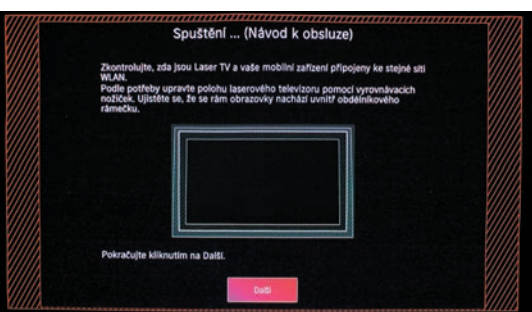 Spuštění ... (Návod k obsluze)
Zkontrolujte, zda jsou Laser TV a vaše mobilní zařízení připojeny ke stejné síti
WLAN.
Podle potřeby upravte polohu laserového televizoru pomocí vyrovnávacích
nožiček. Ujistěte se, že se rám obrazovky nachází uvnitř obdélníkového
rámečku.
Pokračujte kliknutím na Další.
Další